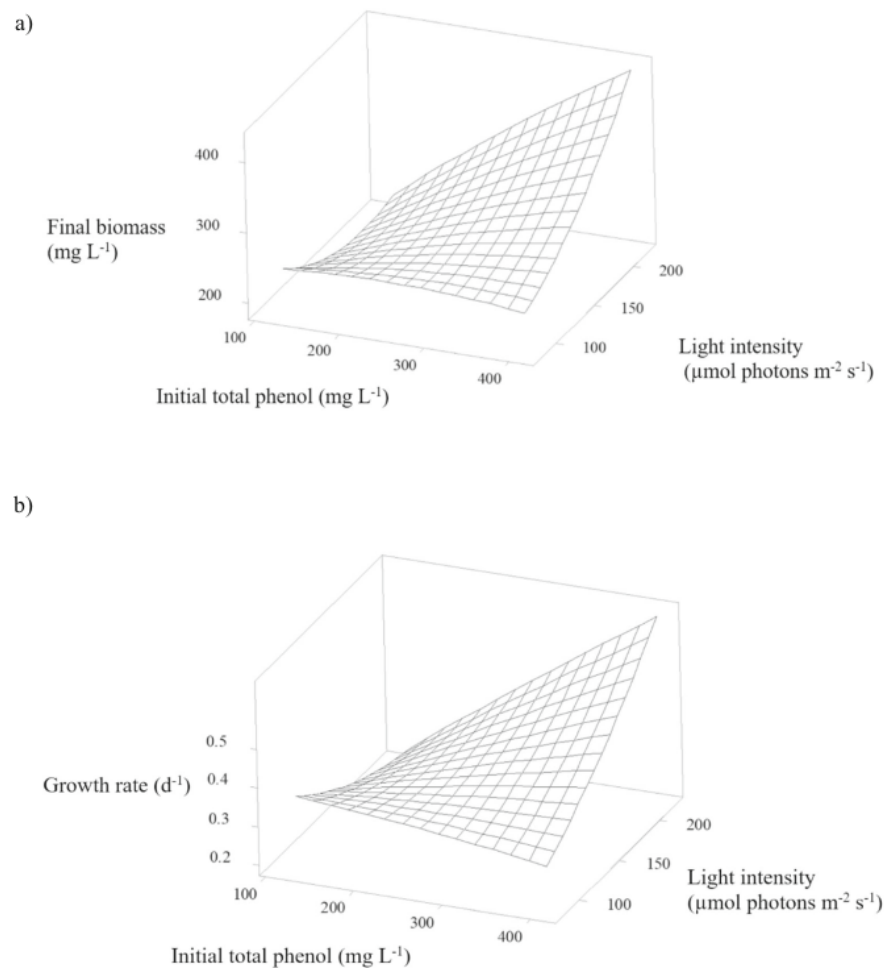 a)
400
Final biomass
(mg L⁻¹)
300
200
100
200
300
400
Initial total phenol (mg L⁻¹)
100
150
200
Light intensity
(µmol photons m⁻² s⁻¹)
b)
0.5
Growth rate (d⁻¹)
0.4
0.3
0.2
100
200
300
400
Initial total phenol (mg L⁻¹)
100
150
200
Light intensity
(µmol photons m⁻² s⁻¹)